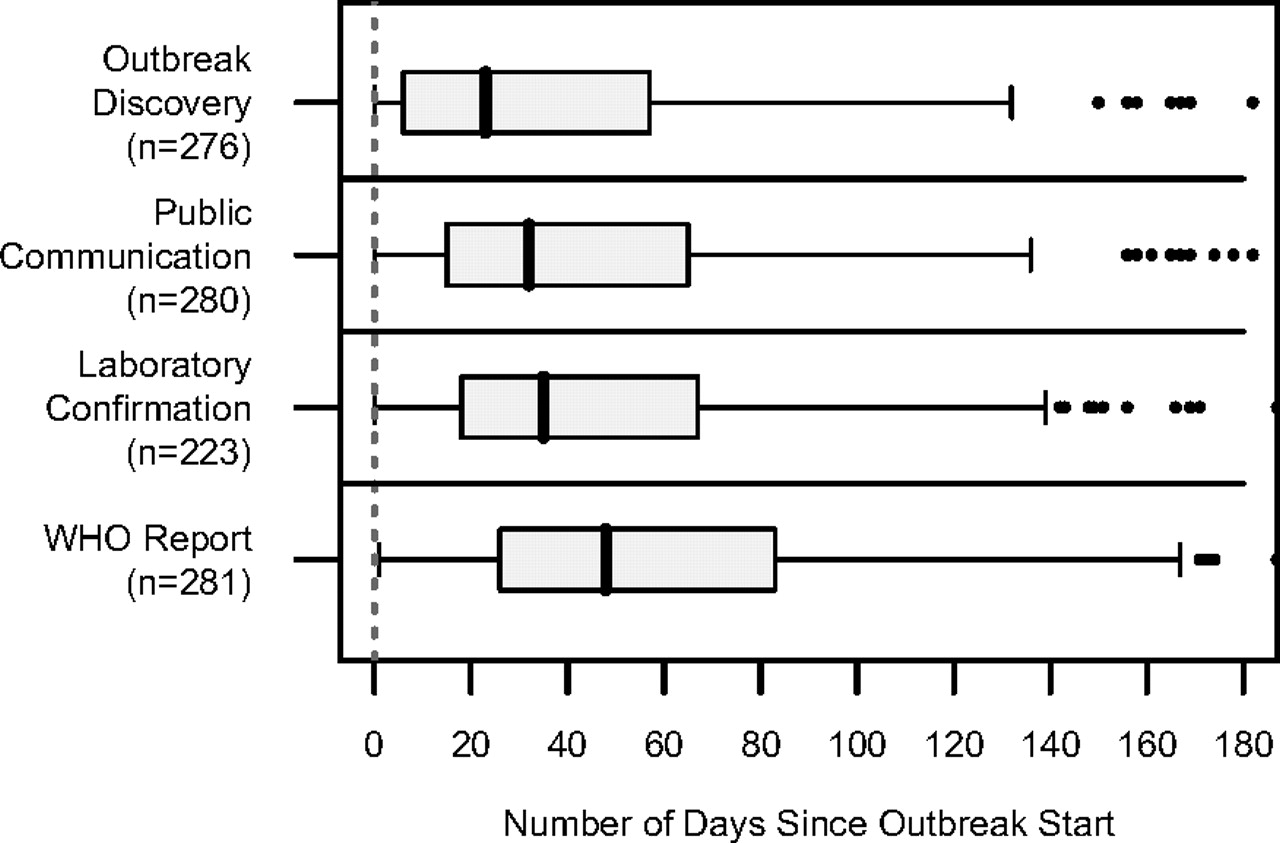 Outbreak
Discovery
(n=276)
Public
Communication
(n=280)
Laboratory
Confirmation
(n=223)
WHO Report
(n=281)
0 20 40 60 80 100 120 140 160 180
Number of Days Since Outbreak Start